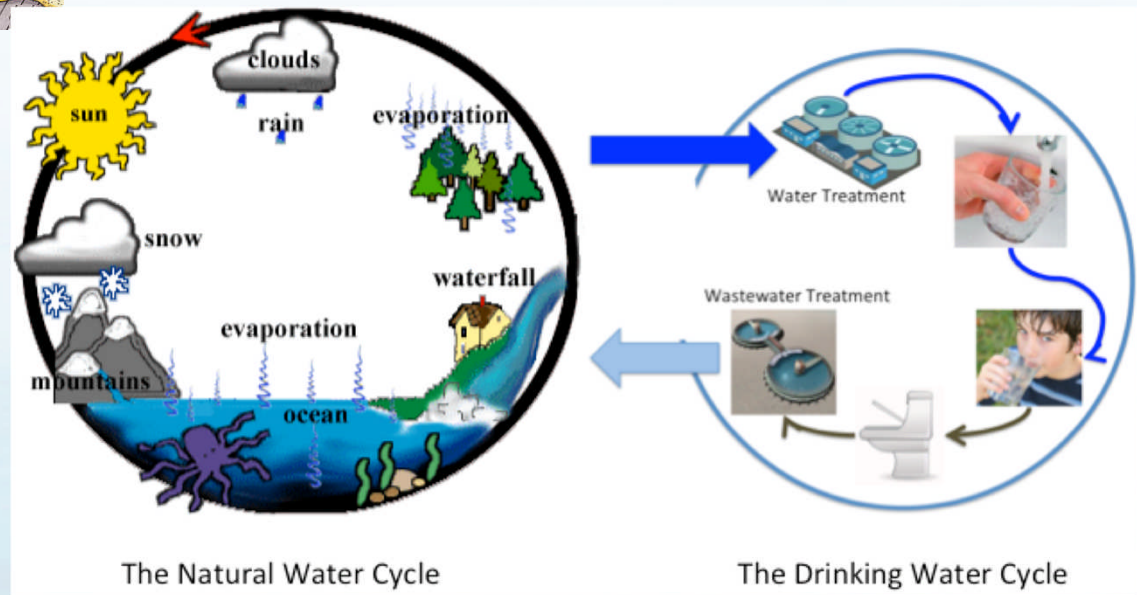 clouds
sun
rain
evaporation
snow
waterfall
evaporation
mountains
ocean
Water Treatment
Wastewater Treatment
The Natural Water Cycle
The Drinking Water Cycle